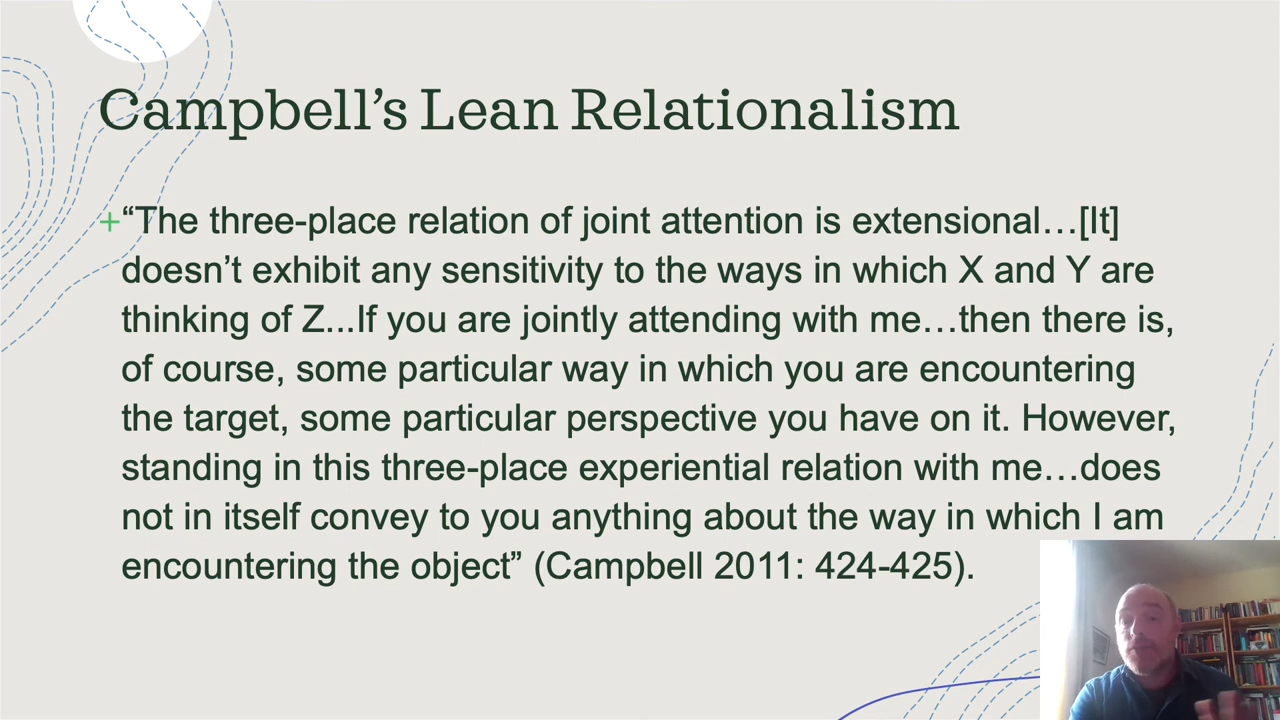 Campbell’s Lean Relationalism
+“The three-place relation of joint attention is extensional…[It]
doesn’t exhibit any sensitivity to the ways in which X and Y are
thinking of Z...If you are jointly attending with me…then there is,
of course, some particular way in which you are encountering
the target, some particular perspective you have on it. However,
standing in this three-place experiential relation with me…does
not in itself convey to you anything about the way in which I am
encountering the object” (Campbell 2011: 424-425).